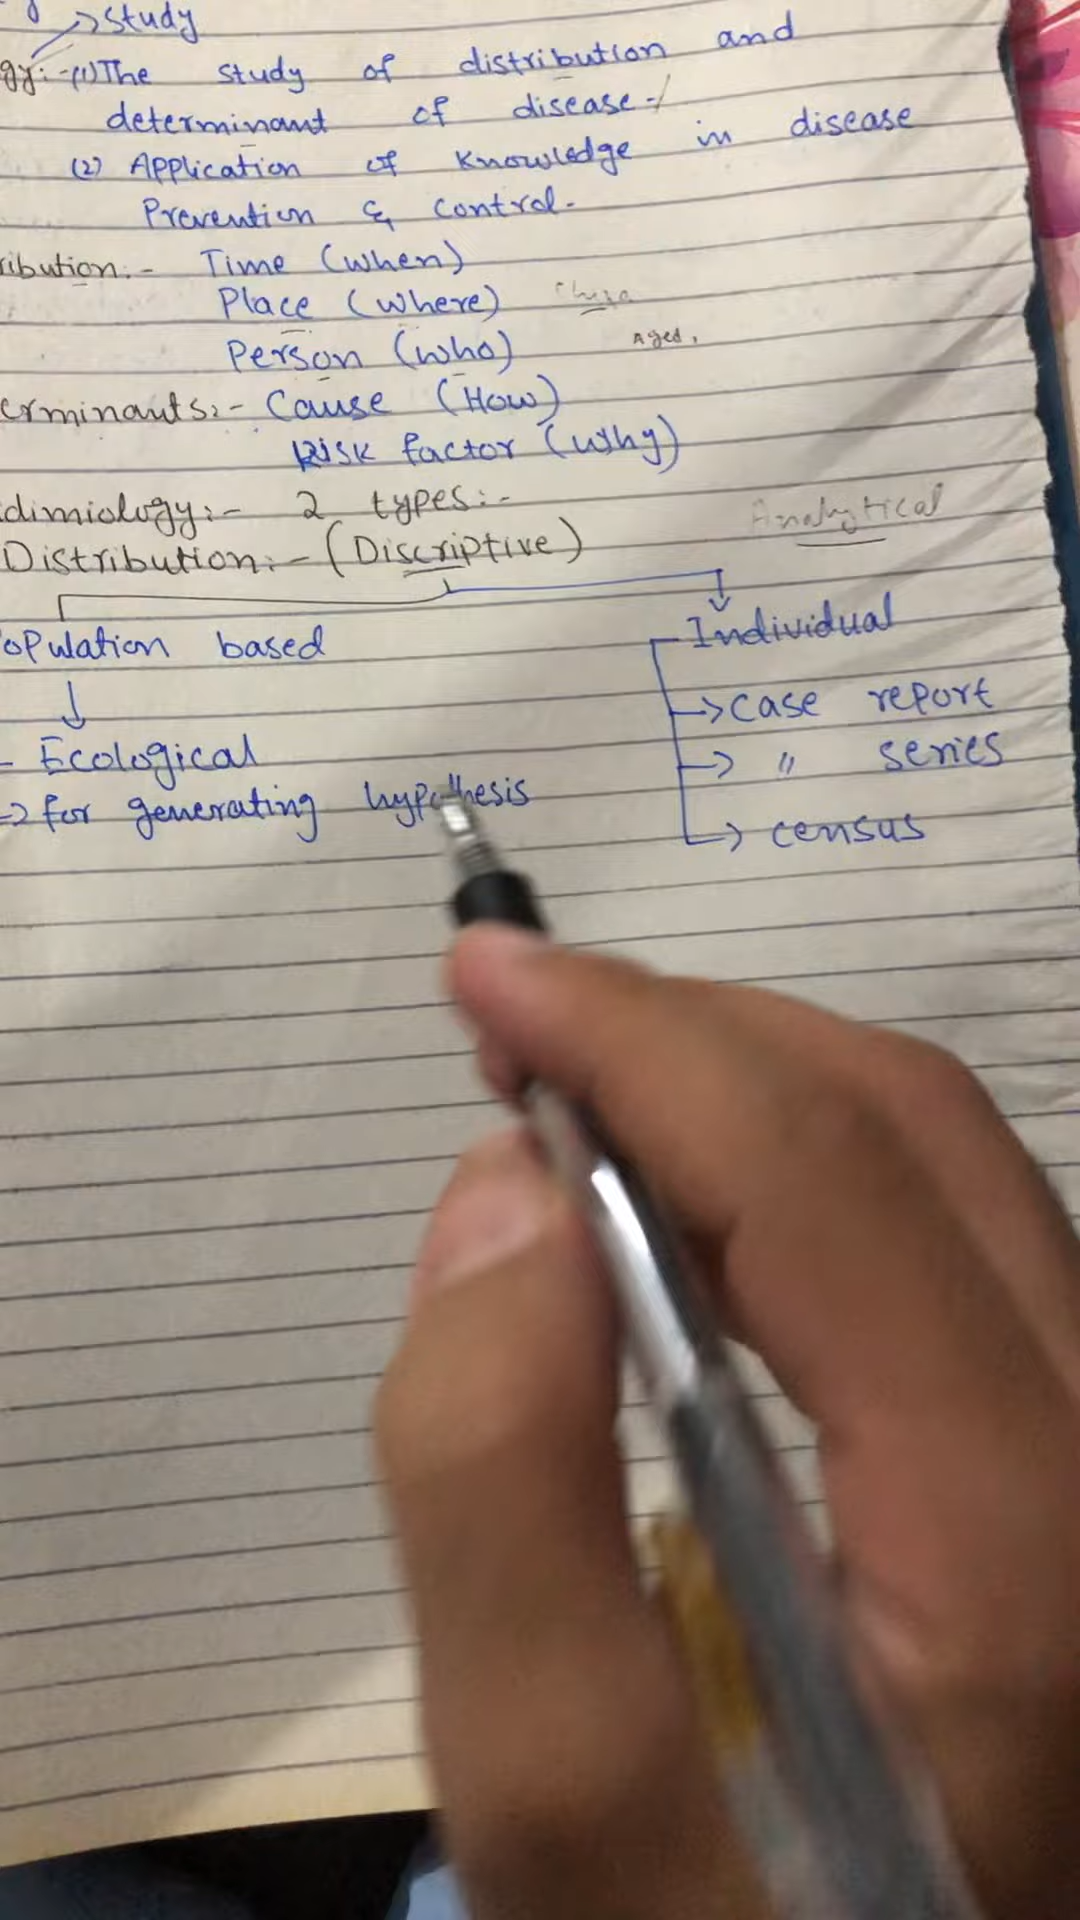 study
gy:-(1) The study of distribution and
determinant of disease-
(2) Application of Knowledge in disease
Prevention & control.
ribution:- Time (when)
Place (where) China
Person (who) Aged,
erminants:- Cause (How)
Risk factor (why)
dimiology:- 2 types:-
Analytical
Distribution:- (Discriptive)
opulation based
Individual
case report
" series
census
- Ecological
=> for generating hypothesis